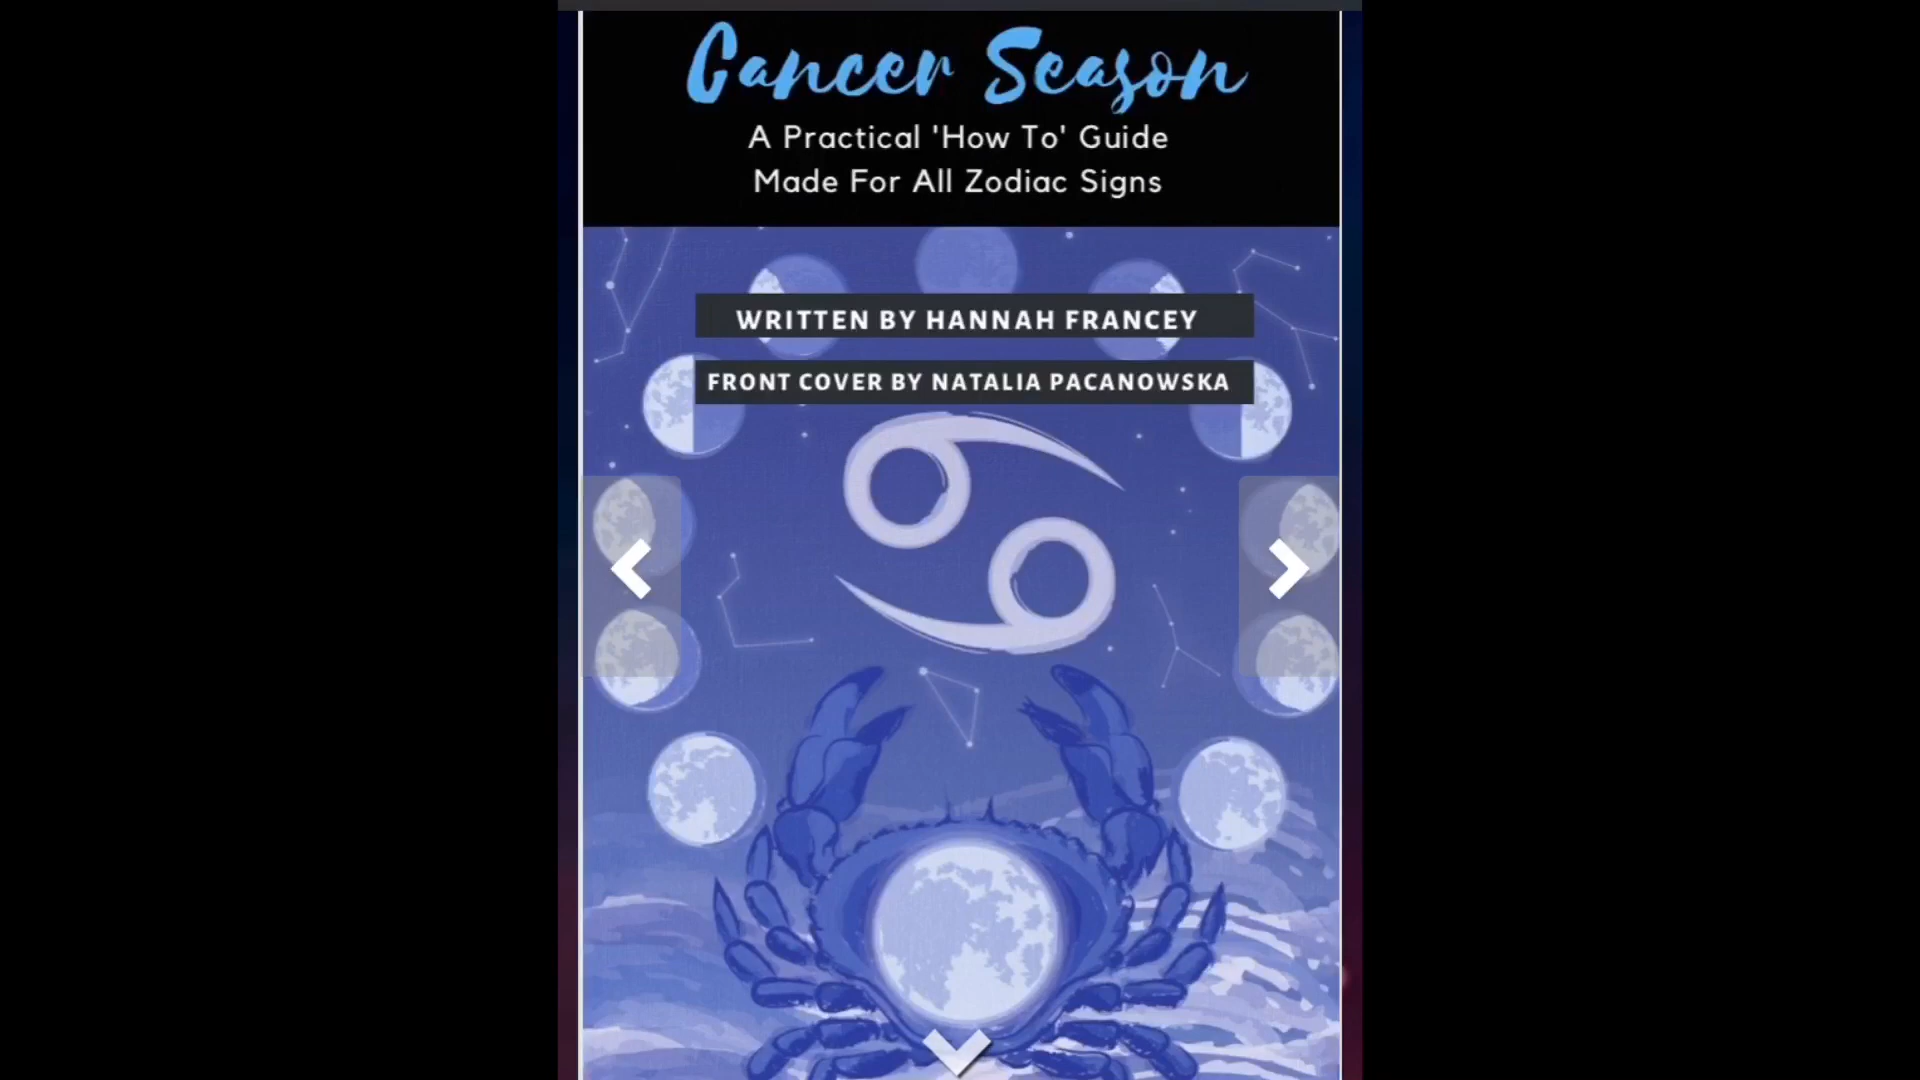 Cancer Season
A Practical 'How To' Guide
Made For All Zodiac Signs
WRITTEN BY HANNAH FRANCEY
FRONT COVER BY NATALIA PACANOWSKA